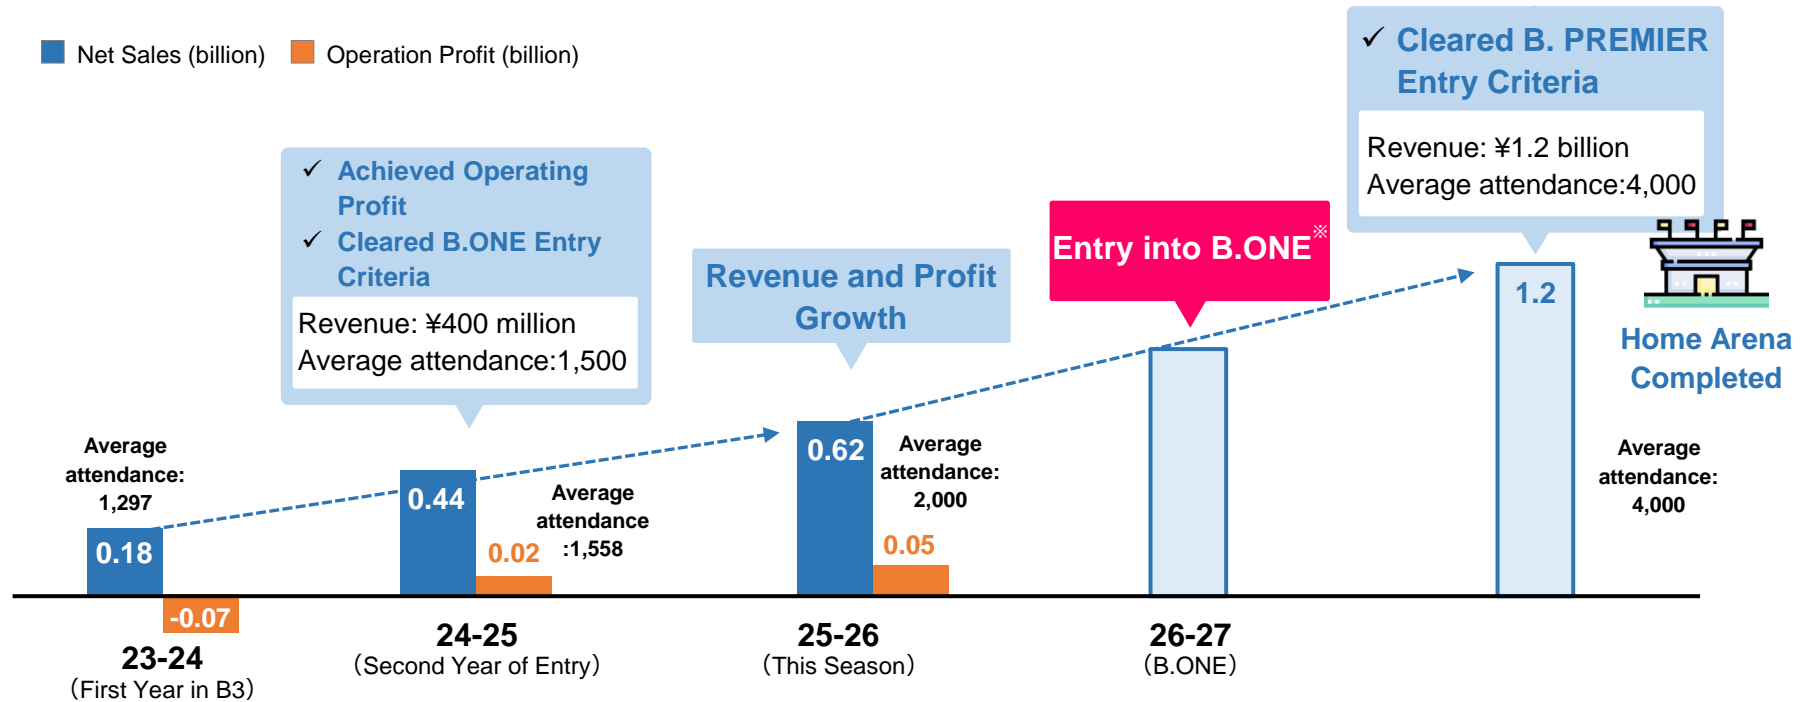 Net Sales (billion) Operation Profit (billion)
✓ Cleared B. PREMIER
Entry Criteria
Revenue: ¥1.2 billion
Average attendance:4,000
✓ Achieved Operating
Profit
✓ Cleared B.ONE Entry
Criteria
Revenue: ¥400 million
Average attendance:1,500
Revenue and Profit
Growth
Entry into B.ONE※
Home Arena
Completed
Average
attendance:
1,297
0.18
-0.07
0.44
0.02
Average
attendance
:1,558
0.62
0.05
Average
attendance:
2,000
1.2
Average
attendance:
4,000
23-24
（First Year in B3）
24-25
（Second Year of Entry）
25-26
（This Season）
26-27
（B.ONE）